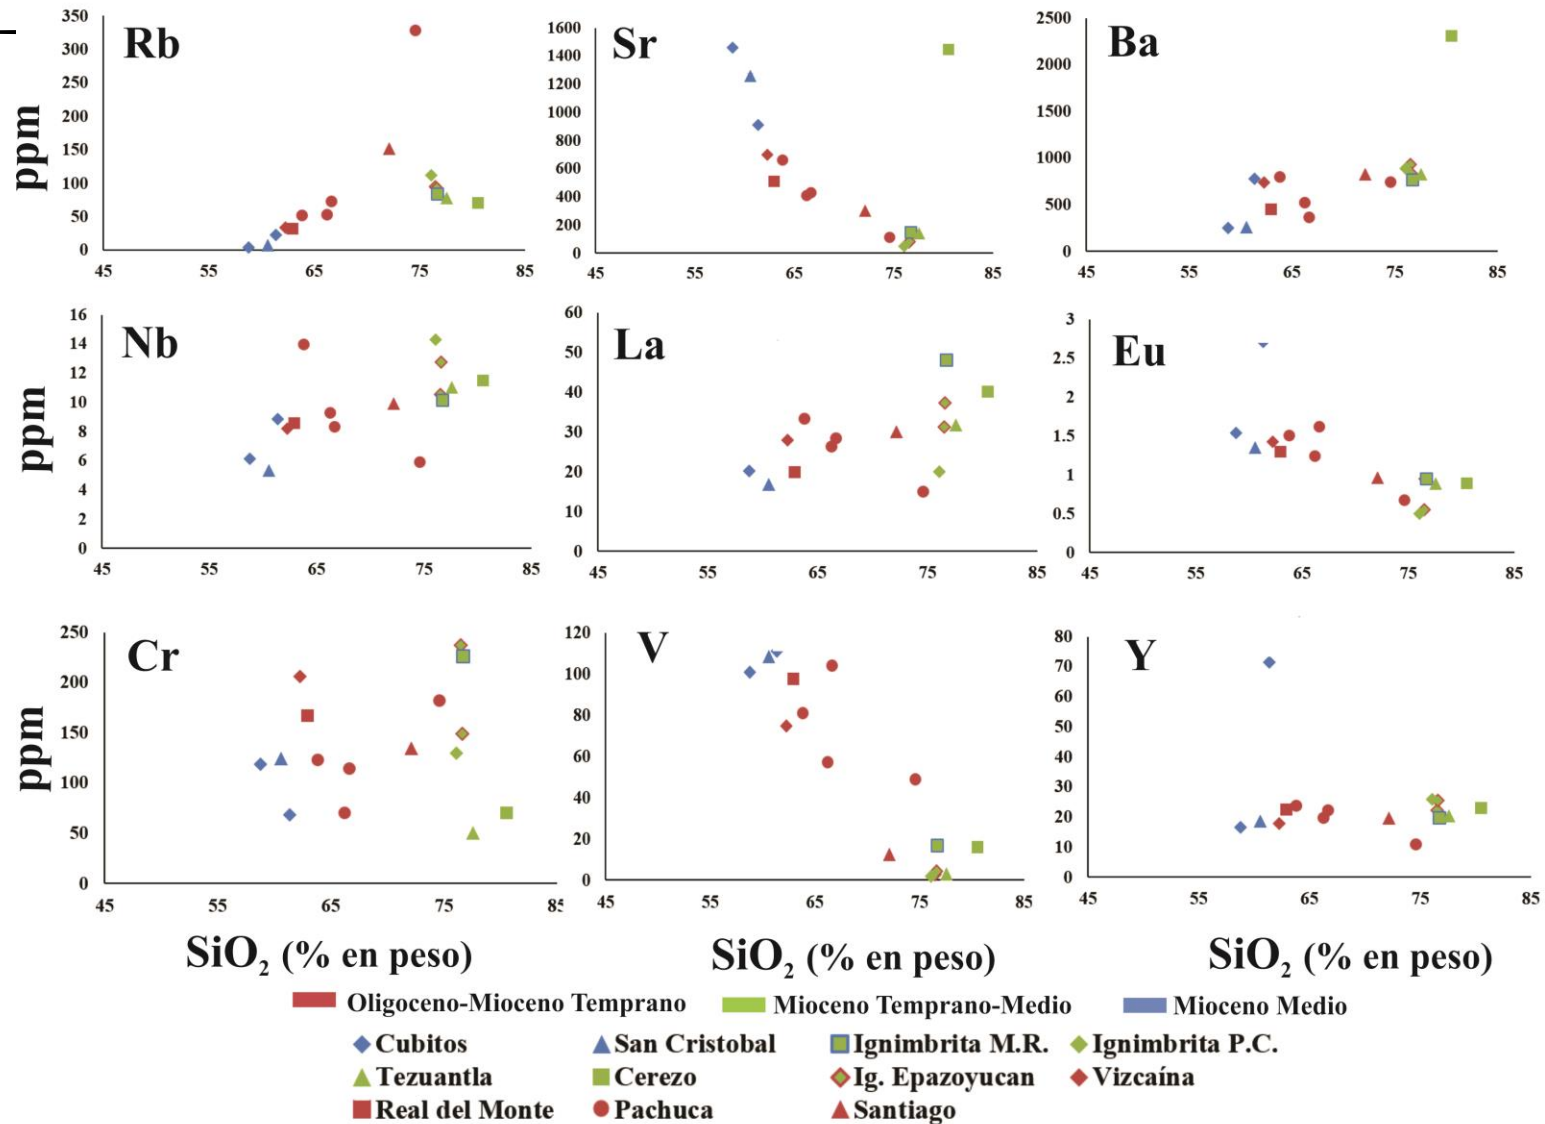 Rb
ppm
350
300
250
200
150
100
50
0
45 55 65 75 85
Sr
1600
1400
1200
1000
800
600
400
200
0
45 55 65 75 85
Ba
2500
2000
1500
1000
500
0
45 55 65 75 85
Nb
ppm
16
14
12
10
8
6
4
2
0
45 55 65 75 85
La
60
50
40
30
20
10
0
45 55 65 75 85
Eu
3
2.5
2
1.5
1
0.5
0
45 55 65 75 85
Cr
ppm
250
200
150
100
50
0
45 55 65 75 85
V
120
100
80
60
40
20
0
45 55 65 75 85
Y
80
70
60
50
40
30
20
10
0
45 55 65 75 85
SiO₂ (% en peso) SiO₂ (% en peso) SiO₂ (% en peso)
Oligoceno-Mioceno Temprano Mioceno Temprano-Medio Mioceno Medio
Cubitos San Cristobal Ignimbrita M.R. Ignimbrita P.C.
Tezuantla Cerezo Ig. Epazoyucan Vizcaína
Real del Monte Pachuca Santiago